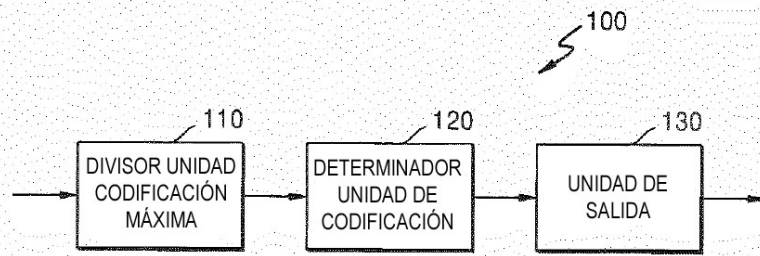 100
110
120
130
DIVISOR UNIDAD
CODIFICACIÓN
MÁXIMA
DETERMINADOR
UNIDAD DE
CODIFICACIÓN
UNIDAD DE
SALIDA